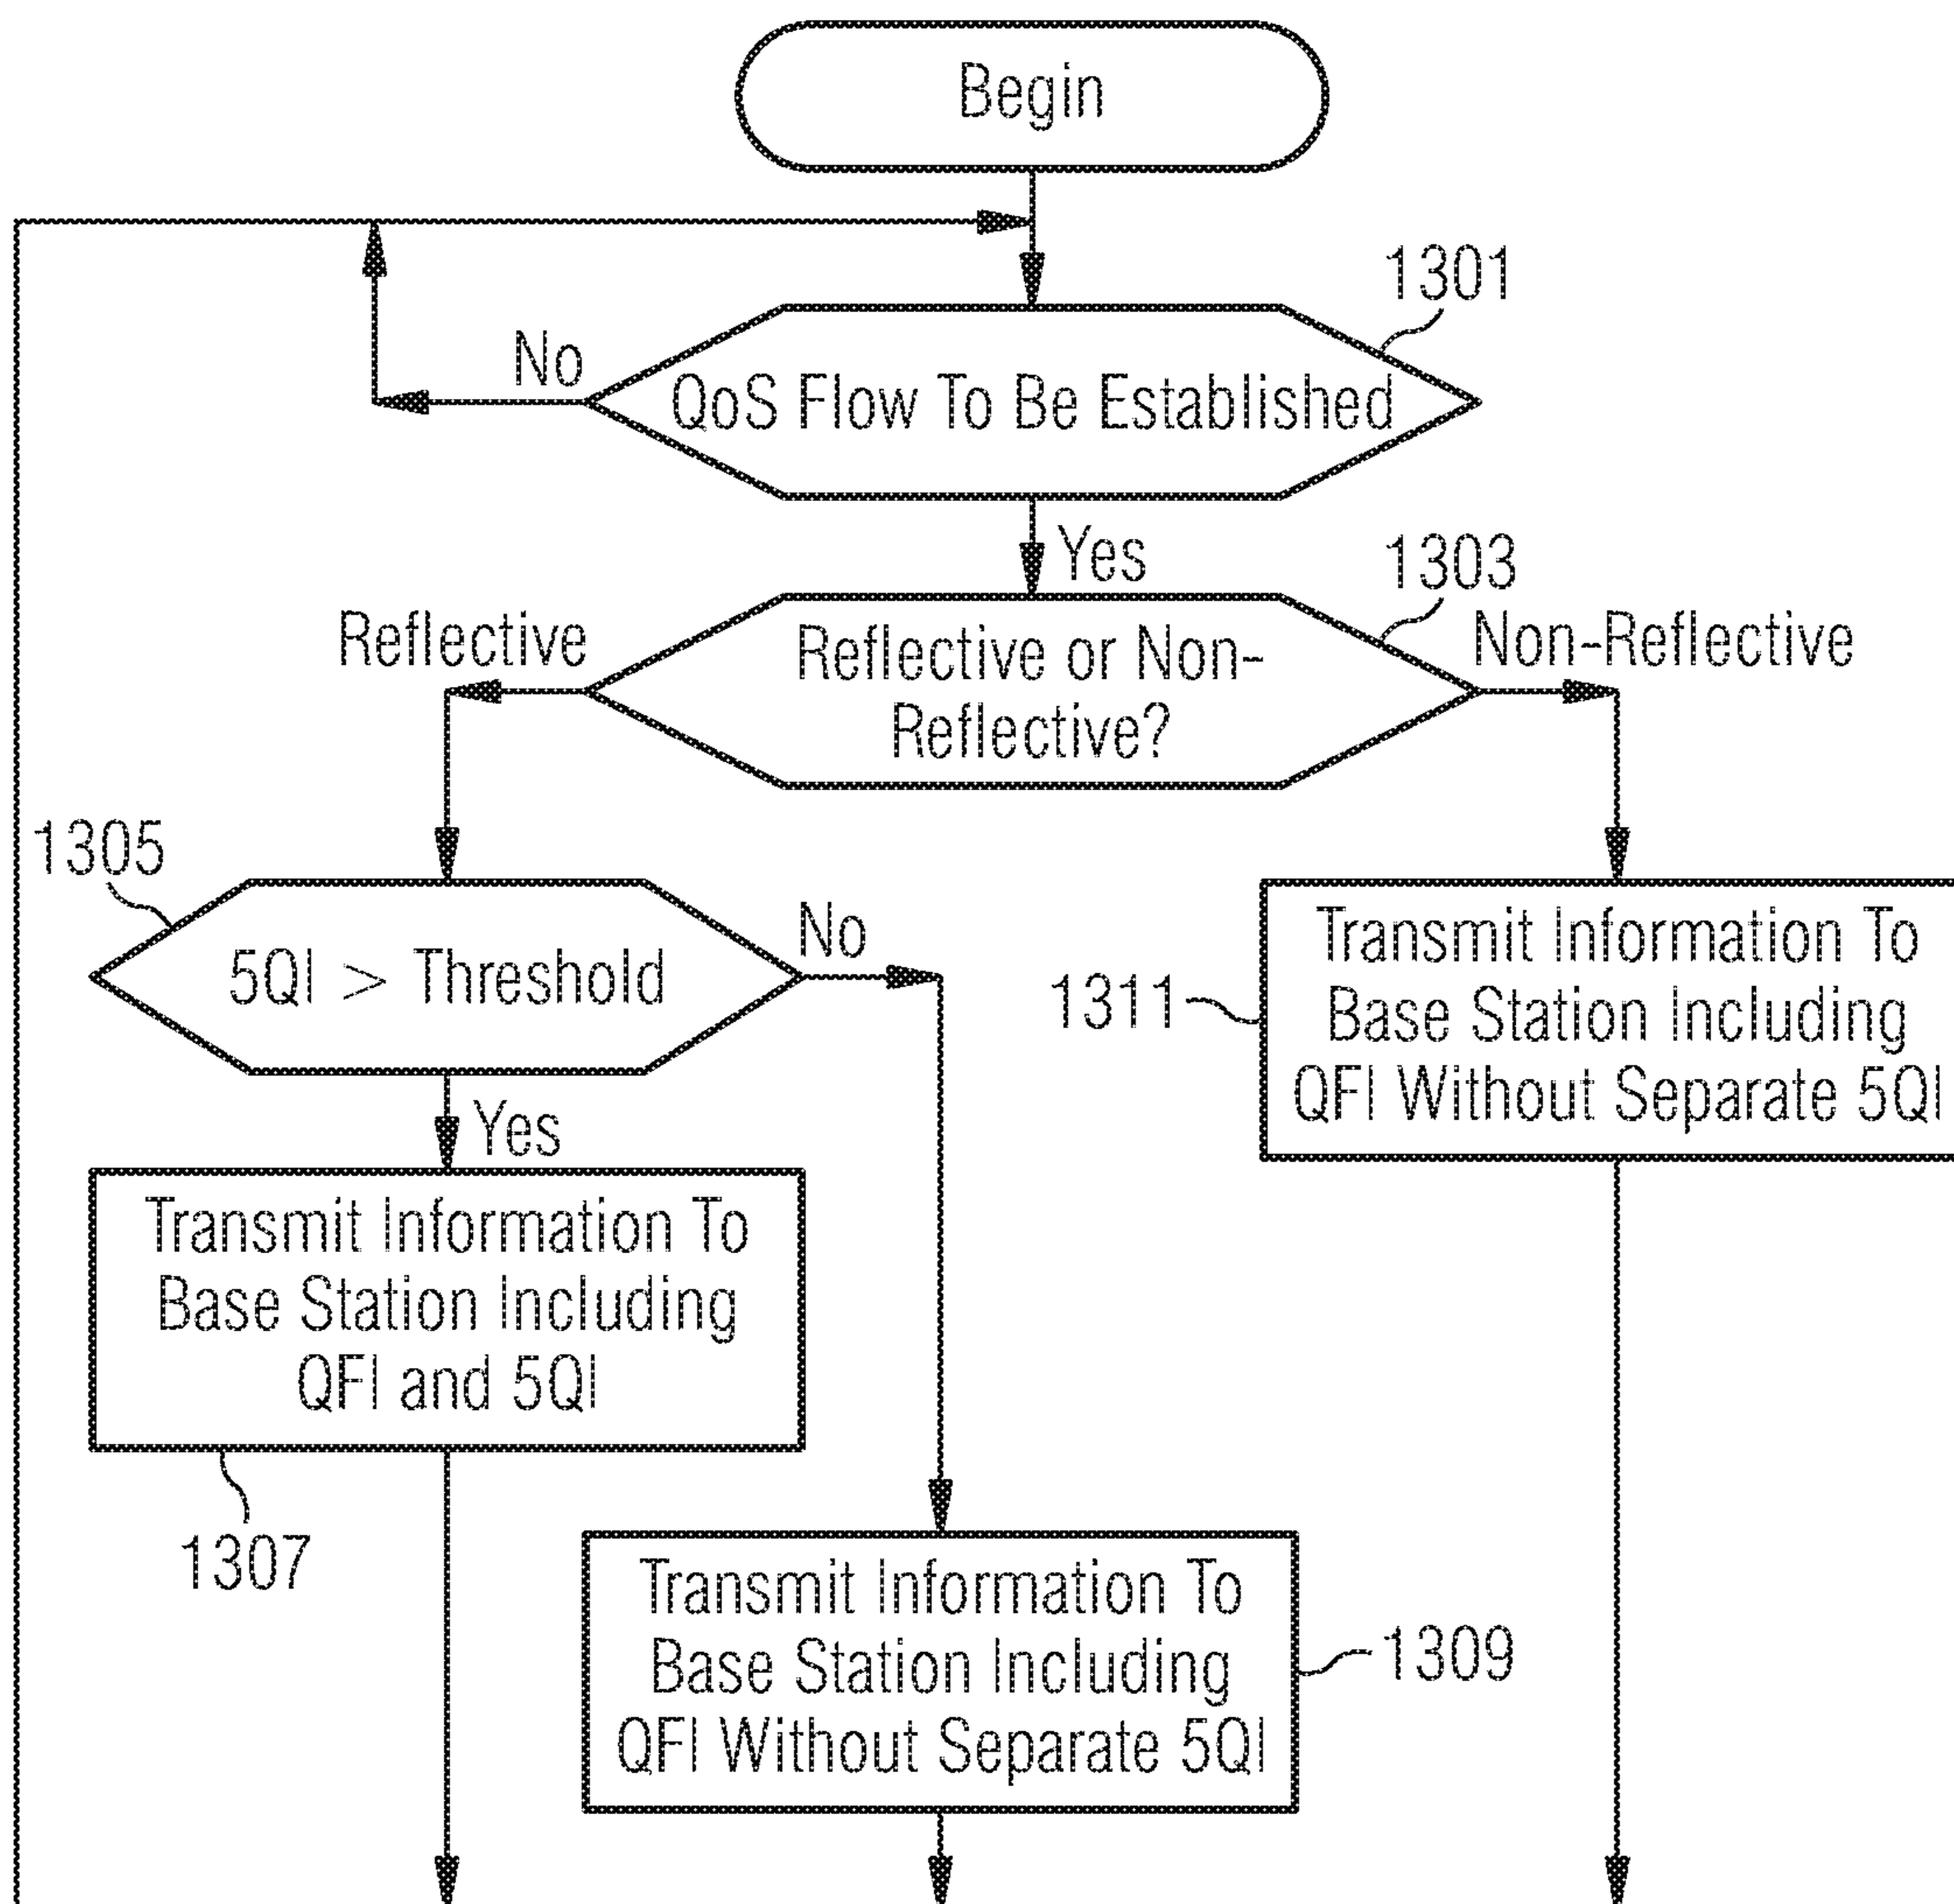 Begin
1301
No
QoS Flow To Be Established
Yes
1303
Reflective
Non-Reflective
Reflective or Non-
Reflective?
1305
No
5QI > Threshold
Transmit Information To
Base Station Including
QFI Without Separate 5QI
1311
Yes
Transmit Information To
Base Station Including
QFI and 5QI
1307
Transmit Information To
Base Station Including
QFI Without Separate 5QI
1309